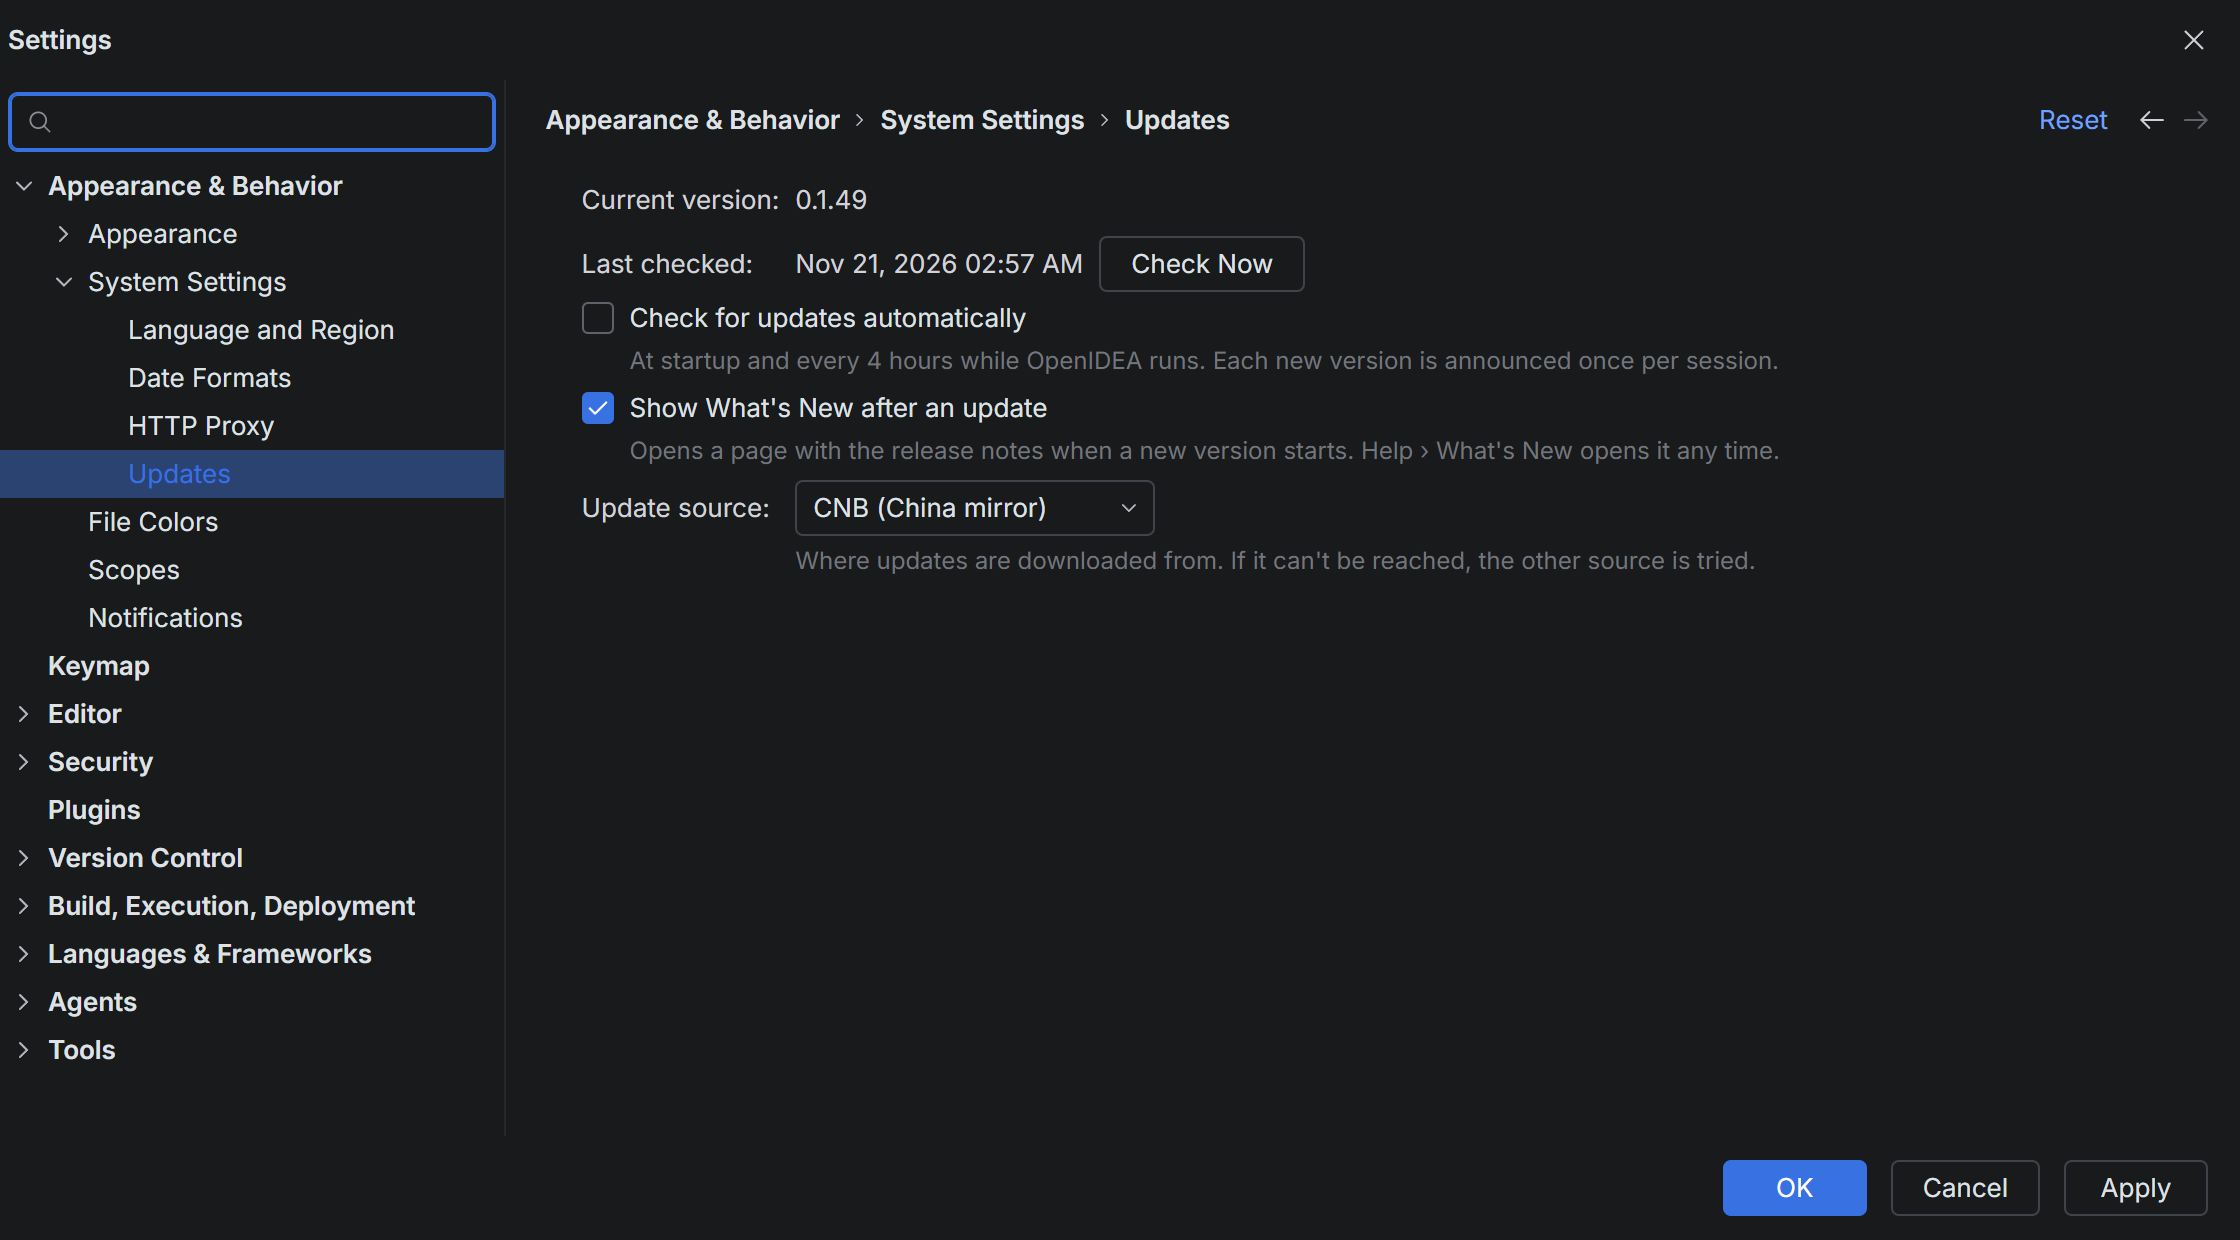 Settings
Appearance & Behavior
Appearance
System Settings
Language and Region
Date Formats
HTTP Proxy
Updates
File Colors
Scopes
Notifications
Keymap
Editor
Security
Plugins
Version Control
Build, Execution, Deployment
Languages & Frameworks
Agents
Tools
Appearance & Behavior › System Settings › Updates
Reset
Current version: 0.1.49
Last checked: Nov 21, 2026 02:57 AM Check Now
Check for updates automatically
At startup and every 4 hours while OpenIDEA runs. Each new version is announced once per session.
Show What's New after an update
Opens a page with the release notes when a new version starts. Help › What's New opens it any time.
Update source: CNB (China mirror)
Where updates are downloaded from. If it can't be reached, the other source is tried.
OK Cancel Apply